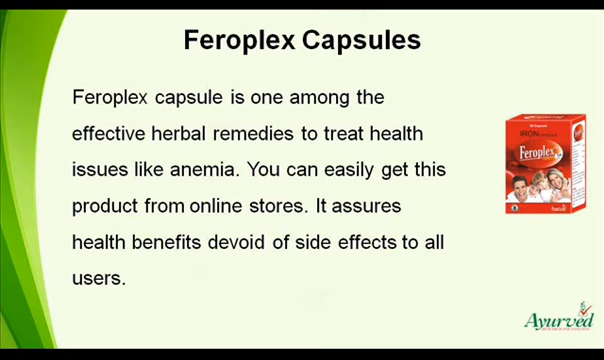 Feroplex Capsules
Feroplex capsule is one among the
effective herbal remedies to treat health
issues like anemia. You can easily get this
product from online stores. It assures
health benefits devoid of side effects to all
users.
IRON
Feroplex
Ayurved